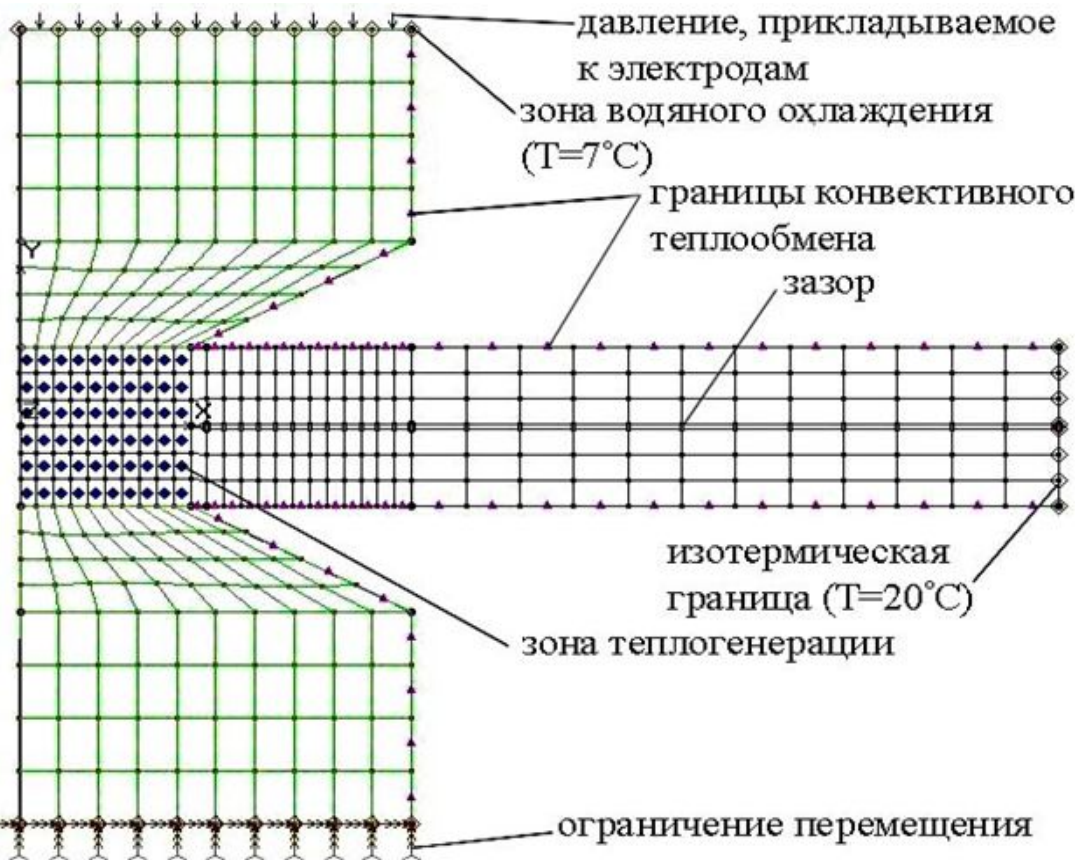 давление, прикладываемое
к электродам
зона водяного охлаждения
(T=7°C)
границы конвективного
теплообмена
Y
зазор
X
изотермическая
граница (T=20°C)
зона теплогенерации
ограничение перемещения